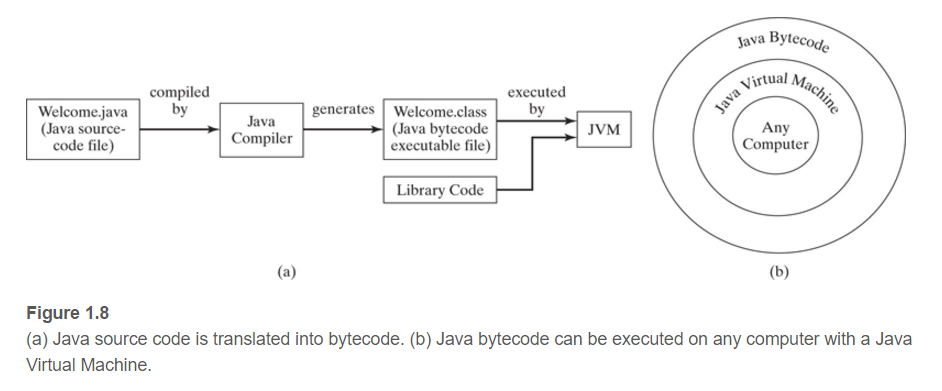 compiled
by
executed
by
generates
Welcome.java
(Java source-
code file)
Java
Compiler
Welcome.class
(Java bytecode
executable file)
JVM
Library Code
(a)
Java Bytecode
Java Virtual Machine
Any
Computer
(b)
Figure 1.8
(a) Java source code is translated into bytecode. (b) Java bytecode can be executed on any computer with a Java
Virtual Machine.